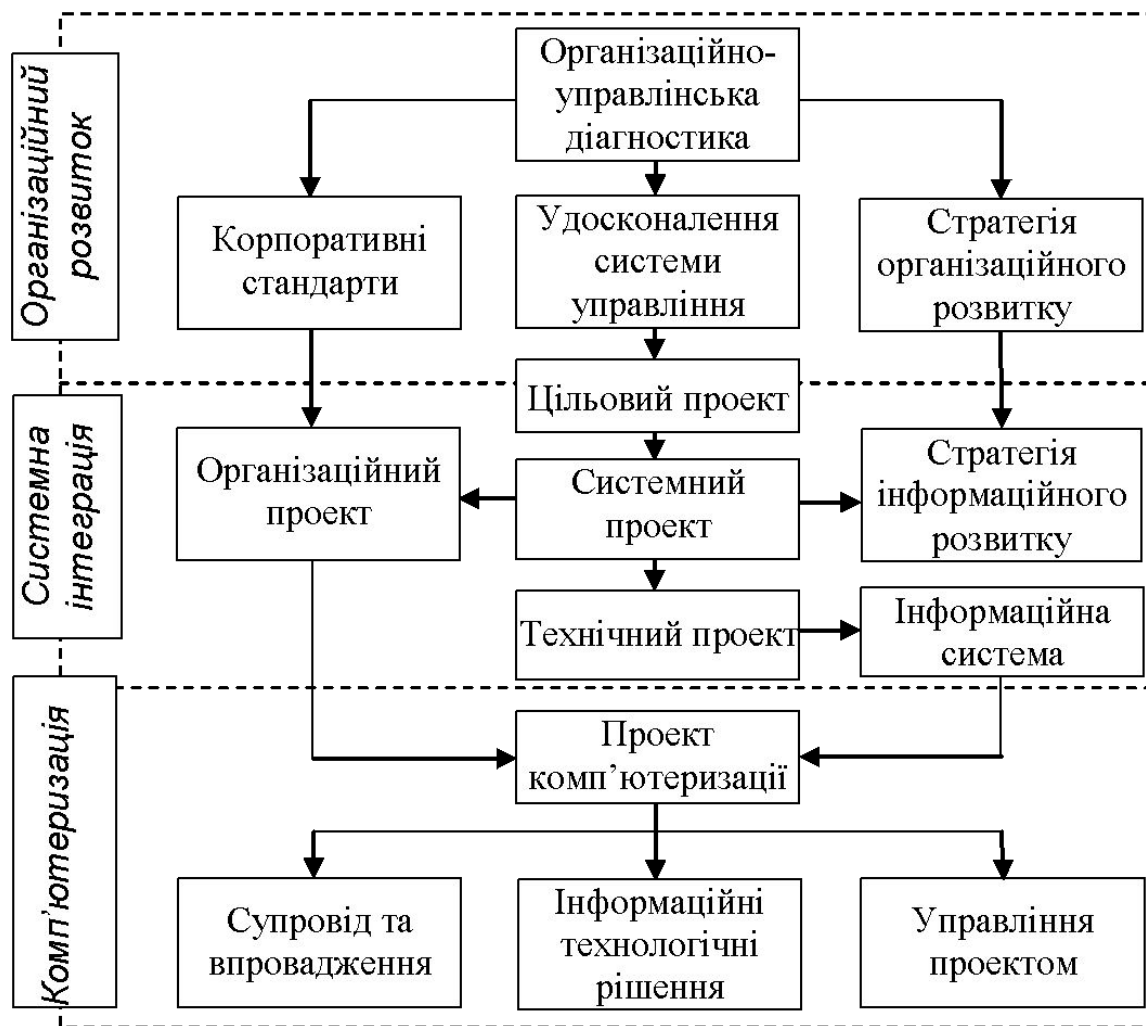 Організаційний
розвиток
Організаційно-
управлінська
діагностика
Корпоративні
стандарти
Удосконалення
системи
управління
Стратегія
організаційного
розвитку
Системна
інтеграція
Цільовий проект
Організаційний
проект
Системний
проект
Стратегія
інформаційного
розвитку
Технічний проект
Інформаційна
система
Комп’ютеризація
Проект
комп’ютеризації
Супровід та
впровадження
Інформаційні
технологічні
рішення
Управління
проектом